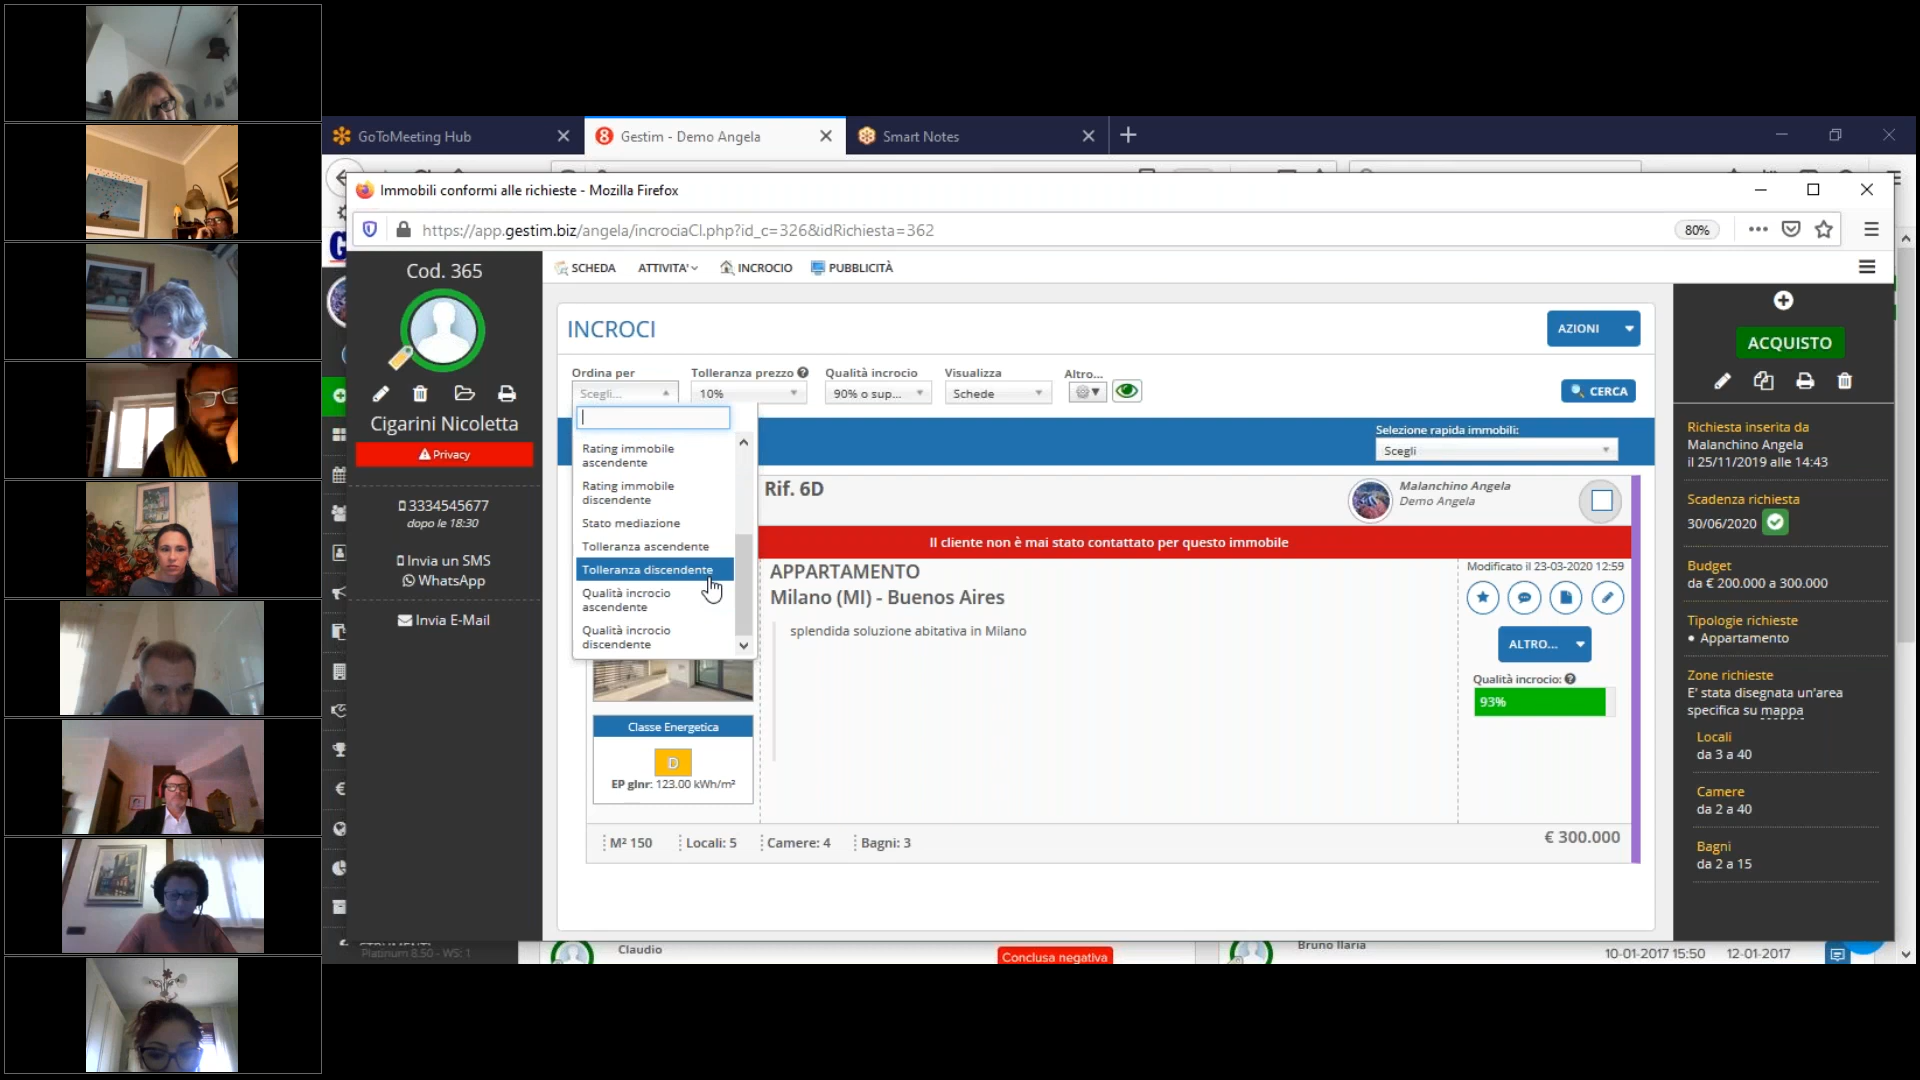 GoToMeeting Hub
Gestim - Demo Angela
Smart Notes
Immobili conformi alle richieste - Mozilla Firefox
https://app.gestim.biz/angela/incrociaCl.php?id_c=326&idRichiesta=362
80%
Cod. 365
Cigarini Nicoletta
Privacy
3334545677
dopo le 18:30
Invia un SMS
WhatsApp
Invia E-Mail
SCHEDA
ATTIVITA'
INCROCIO
PUBBLICITÀ
INCROCI
AZIONI
Ordina per
Tolleranza prezzo
Qualità incrocio
Visualizza
Altro...
Scegli...
10%
90% o sup...
Schede
CERCA
Selezione rapida immobili:
Scegli
Rating immobile
ascendente
Rating immobile
discendente
Stato mediazione
Tolleranza ascendente
Tolleranza discendente
Qualità incrocio
ascendente
Qualità incrocio
discendente
Rif. 6D
Malanchino Angela
Demo Angela
Il cliente non è mai stato contattato per questo immobile
APPARTAMENTO
Milano (MI) - Buenos Aires
splendida soluzione abitativa in Milano
Modificato il 23-03-2020 12:59
ALTRO...
Qualità incrocio:
93%
Classe Energetica
D
EP glnr: 123.00 kWh/m²
M² 150
Locali: 5
Camere: 4
Bagni: 3
€ 300.000
ACQUISTO
Richiesta inserita da
Malanchino Angela
il 25/11/2019 alle 14:43
Scadenza richiesta
30/06/2020
Budget
da € 200.000 a 300.000
Tipologie richieste
• Appartamento
Zone richieste
E' stata disegnata un'area
specifica su mappa
Locali
da 3 a 40
Camere
da 2 a 40
Bagni
da 2 a 15
Platinum 8.50 - WS: 1
Claudio
Conclusa negativa
Bruno Ilaria
10-01-2017 15:50
12-01-2017